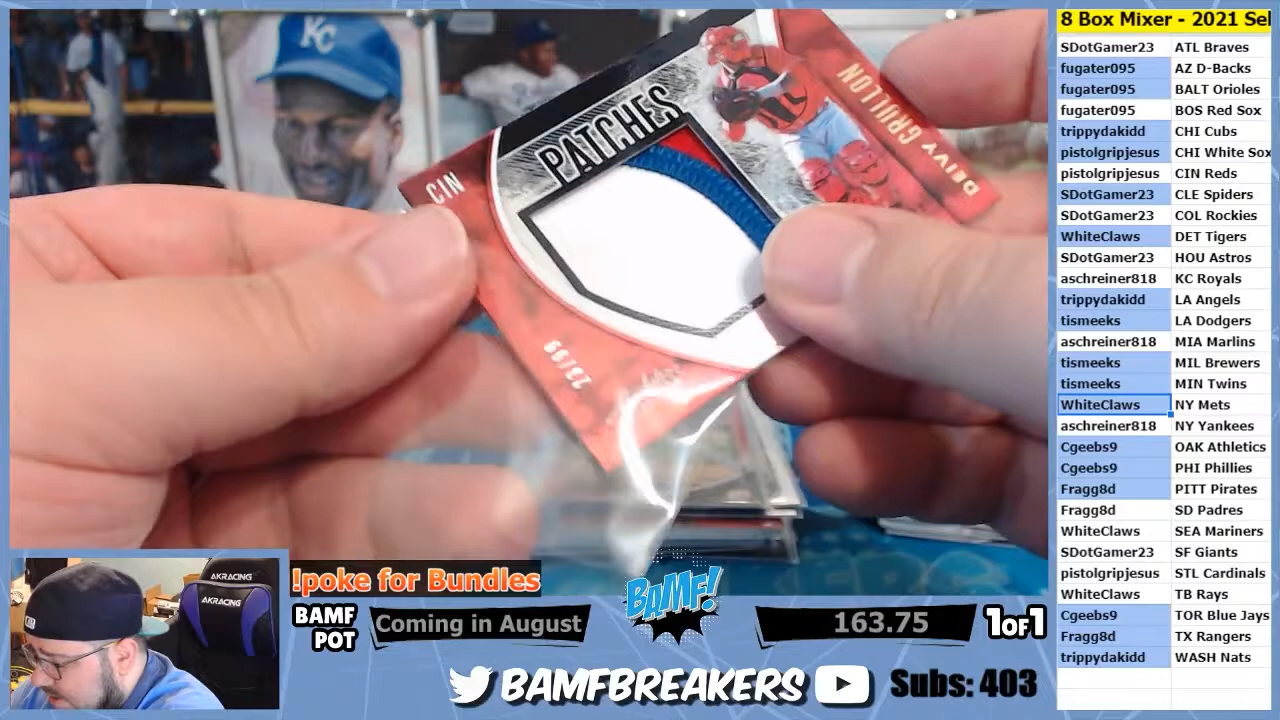 KC
PATCHES
DEIVY GRULLON
CIN
AKRACING
AKRACING
!poke for Bundles
BAMF
POT
Coming in August
BAMF!
163.75
1OF1
BAMFBREAKERS
Subs: 403
8 Box Mixer - 2021 Sel
SDotGamer23 ATL Braves
fugater095 AZ D-Backs
fugater095 BALT Orioles
fugater095 BOS Red Sox
trippydakidd CHI Cubs
pistolgripjesus CHI White Sox
pistolgripjesus CIN Reds
SDotGamer23 CLE Spiders
SDotGamer23 COL Rockies
WhiteClaws DET Tigers
SDotGamer23 HOU Astros
aschreiner818 KC Royals
trippydakidd LA Angels
tismeeks LA Dodgers
aschreiner818 MIA Marlins
tismeeks MIL Brewers
tismeeks MIN Twins
WhiteClaws NY Mets
aschreiner818 NY Yankees
Cgeebs9 OAK Athletics
Cgeebs9 PHI Phillies
Fragg8d PITT Pirates
Fragg8d SD Padres
WhiteClaws SEA Mariners
SDotGamer23 SF Giants
pistolgripjesus STL Cardinals
WhiteClaws TB Rays
Cgeebs9 TOR Blue Jays
Fragg8d TX Rangers
trippydakidd WASH Nats